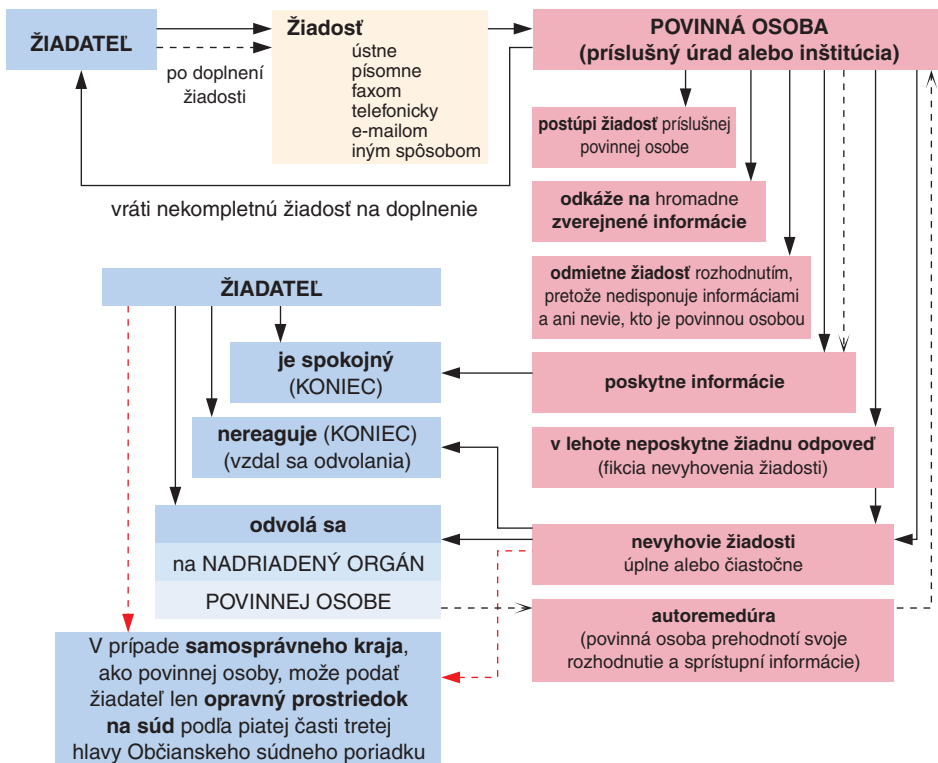 ŽIADATEĽ
po doplnení
žiadosti
Žiadosť
ústne
písomne
faxom
telefonicky
e-mailom
iným spôsobom
POVINNÁ OSOBA
(príslušný úrad alebo inštitúcia)
vráti nekompletnú žiadosť na doplnenie
postúpi žiadosť príslušnej
povinnej osobe
odkáže na hromadne
zverejnené informácie
odmietne žiadosť rozhodnutím,
pretože nedisponuje informáciami
a ani nevie, kto je povinnou osobou
poskytne informácie
v lehote neposkytne žiadnu odpoveď
(fikcia nevyhovenia žiadosti)
nevyhovie žiadosti
úplne alebo čiastočne
autoremedúra
(povinná osoba prehodnotí svoje
rozhodnutie a sprístupní informácie)
ŽIADATEĽ
je spokojný
(KONIEC)
nereaguje (KONIEC)
(vzdal sa odvolania)
odvolá sa
na NADRIADENÝ ORGÁN
POVINNEJ OSOBE
V prípade samosprávneho kraja,
ako povinnej osoby, može podať
žiadateľ len opravný prostriedok
na súd podľa piatej časti tretej
hlavy Občianskeho súdneho poriadku